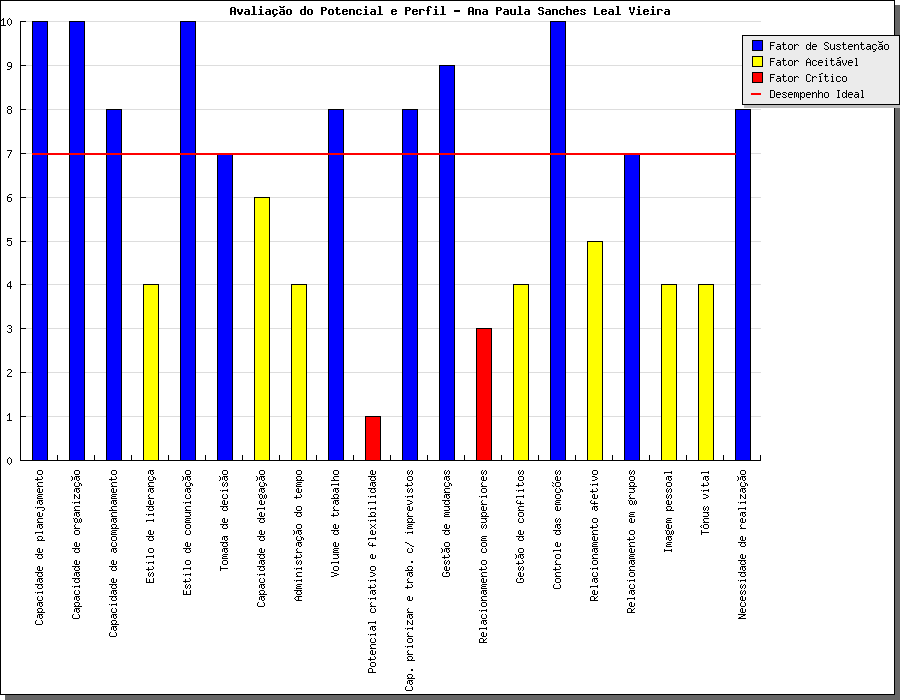 Avaliação do Potencial e Perfil - Ana Paula Sanches Leal Vieira
Fator de Sustentação
Fator Aceitável
Fator Crítico
Desempenho Ideal
10
9
8
7
6
5
4
3
2
1
0
Capacidade de planejamento
Capacidade de organização
Capacidade de acompanhamento
Estilo de liderança
Estilo de comunicação
Tomada de decisão
Capacidade de delegação
Administração do tempo
Volume de trabalho
Potencial criativo e flexibilidade
Cap. priorizar e trab. c/ imprevistos
Gestão de mudanças
Relacionamento com superiores
Gestão de conflitos
Controle das emoções
Relacionamento afetivo
Relacionamento em grupos
Imagem pessoal
Tônus vital
Necessidade de realização